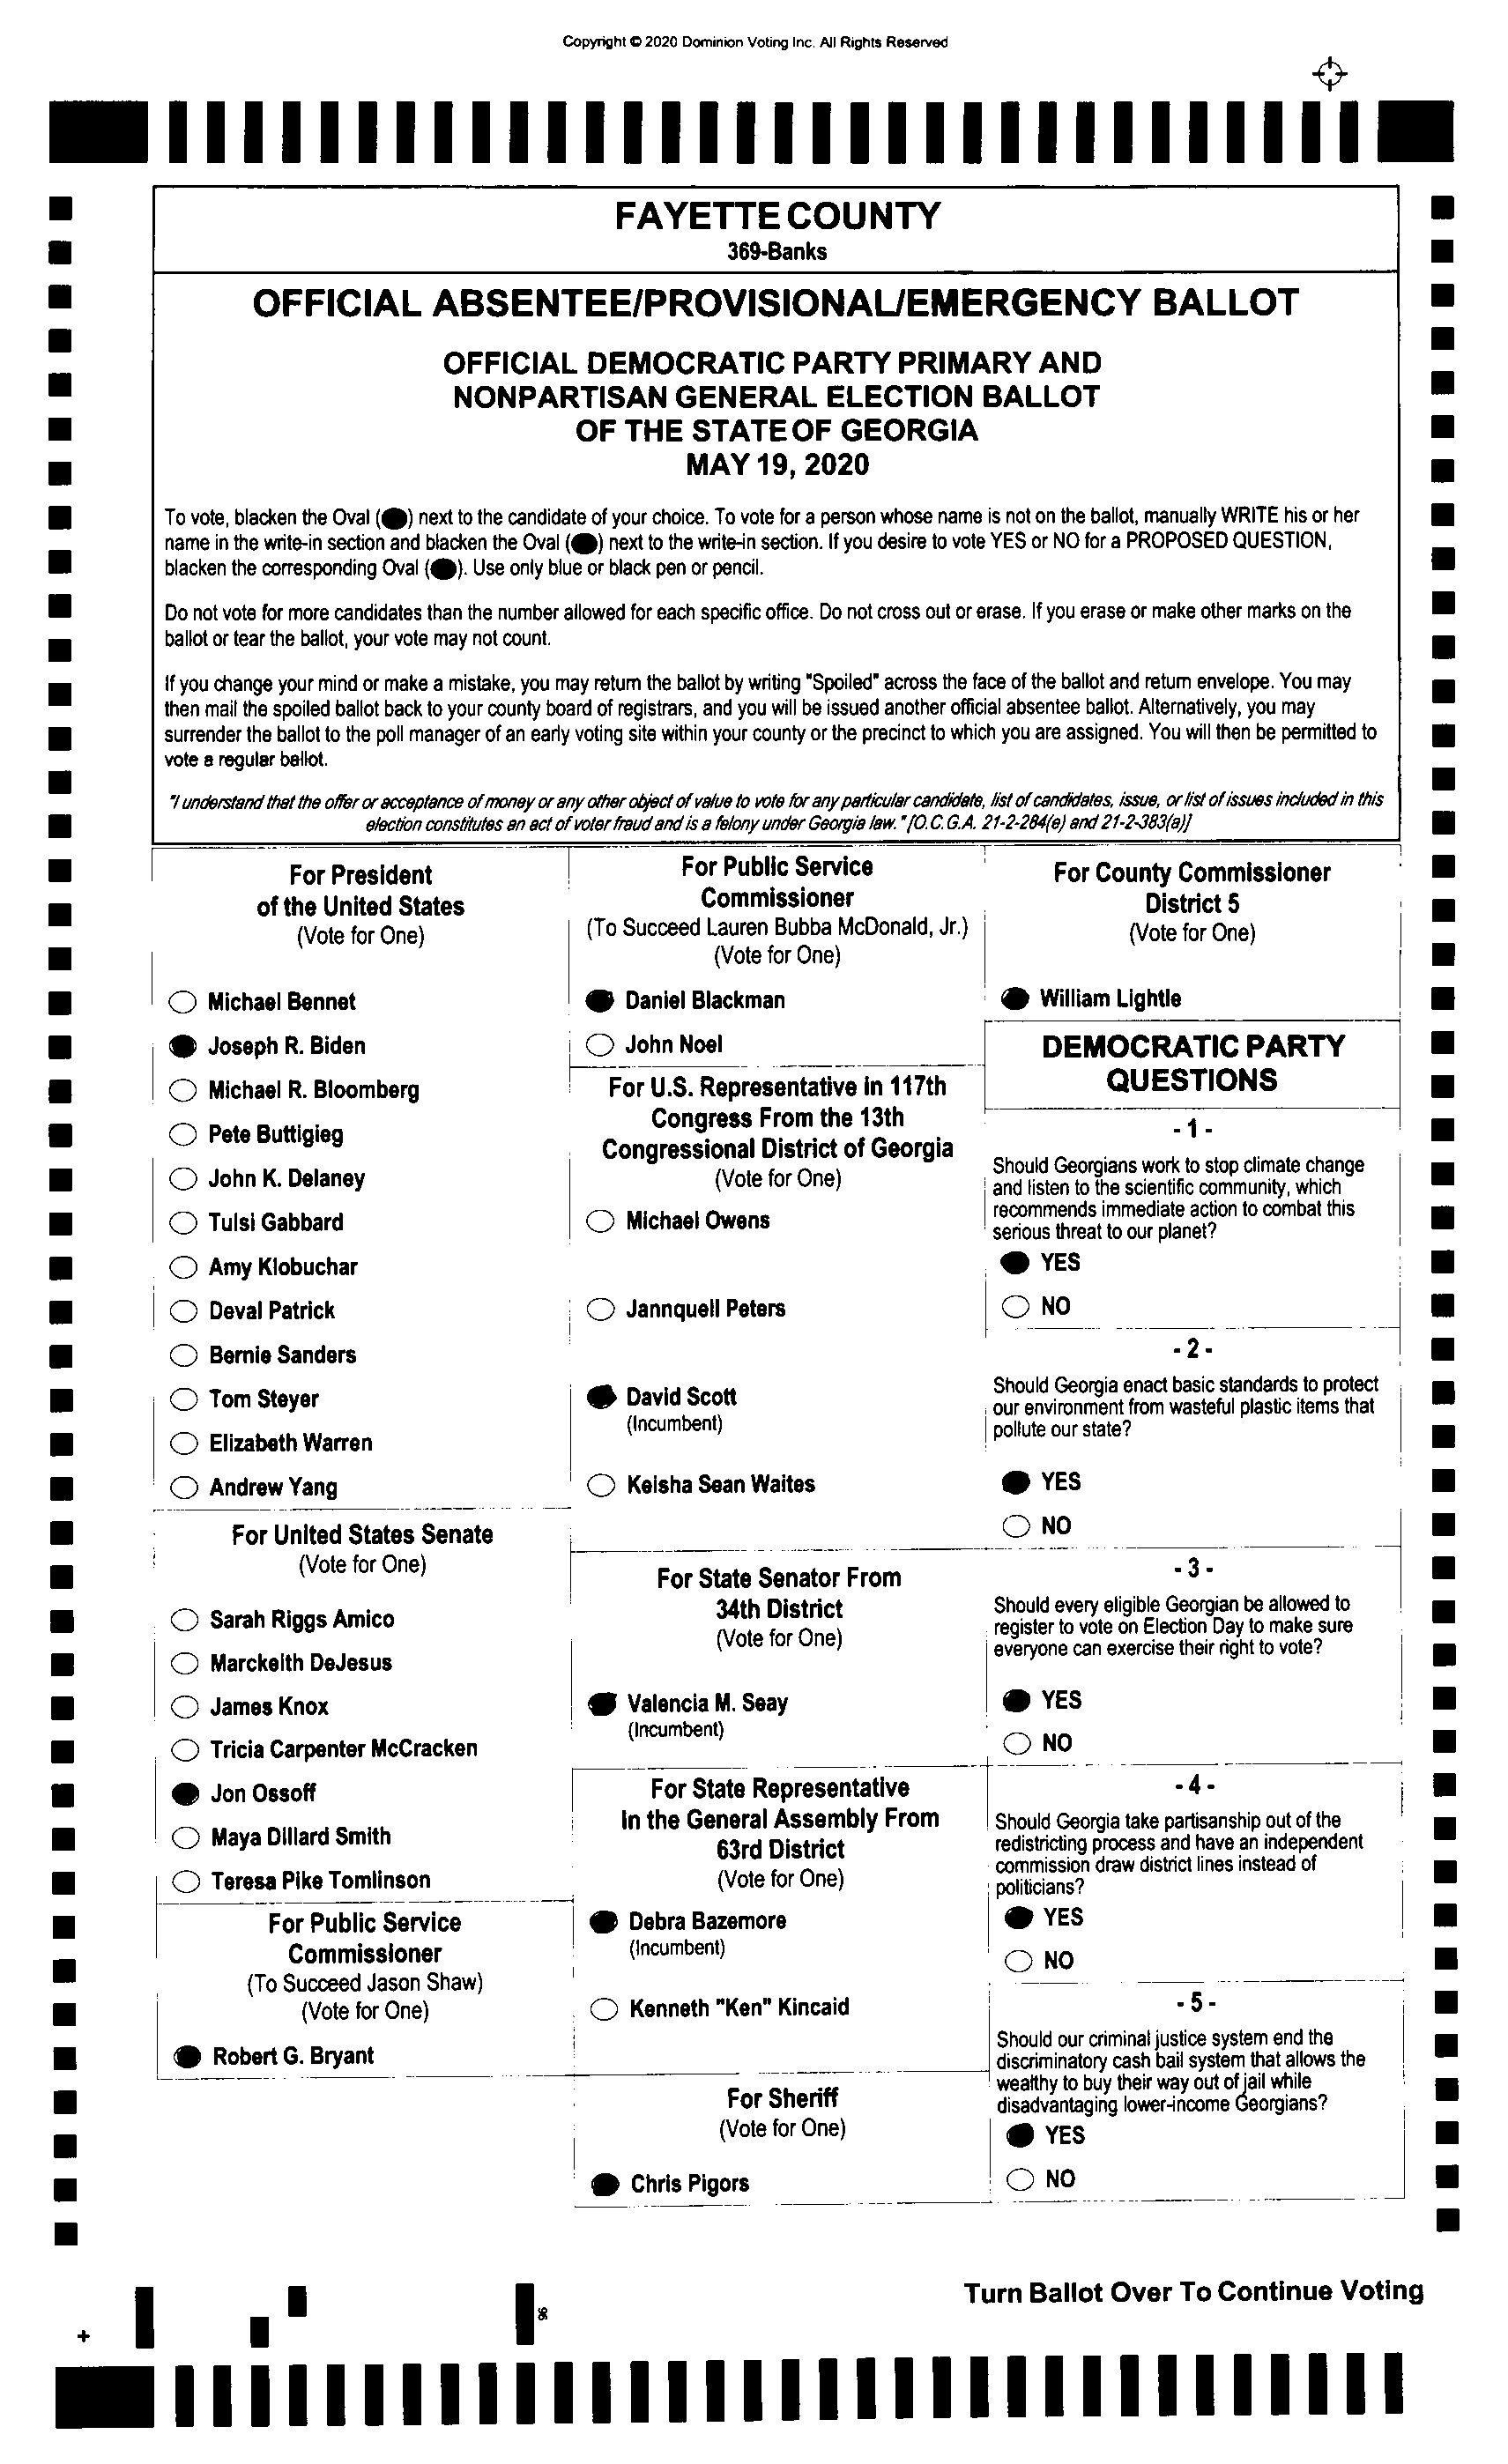 Copyright © 2020 Dominion Voting Inc. All Rights Reserved
FAYETTE COUNTY
369-Banks
OFFICIAL ABSENTEE/PROVISIONAL/EMERGENCY BALLOT
OFFICIAL DEMOCRATIC PARTY PRIMARY AND
NONPARTISAN GENERAL ELECTION BALLOT
OF THE STATE OF GEORGIA
MAY 19, 2020
To vote, blacken the Oval ( ) next to the candidate of your choice. To vote for a person whose name is not on the ballot, manually WRITE his or her
name in the write-in section and blacken the Oval ( ) next to the write-in section. If you desire to vote YES or NO for a PROPOSED QUESTION,
blacken the corresponding Oval ( ). Use only blue or black pen or pencil.
Do not vote for more candidates than the number allowed for each specific office. Do not cross out or erase. If you erase or make other marks on the
ballot or tear the ballot, your vote may not count.
If you change your mind or make a mistake, you may return the ballot by writing "Spoiled" across the face of the ballot and return envelope. You may
then mail the spoiled ballot back to your county board of registrars, and you will be issued another official absentee ballot. Alternatively, you may
surrender the ballot to the poll manager of an early voting site within your county or the precinct to which you are assigned. You will then be permitted to
vote a regular ballot.
"I understand that the offer or acceptance of money or any other object of value to vote for any particular candidate, list of candidates, issue, or list of issues included in this
election constitutes an act of voter fraud and is a felony under Georgia law." [O.C.G.A. 21-2-284(e) and 21-2-383(a)]
For President
of the United States
(Vote for One)
Michael Bennet
Joseph R. Biden
Michael R. Bloomberg
Pete Buttigieg
John K. Delaney
Tulsi Gabbard
Amy Klobuchar
Deval Patrick
Bernie Sanders
Tom Steyer
Elizabeth Warren
Andrew Yang
For United States Senate
(Vote for One)
Sarah Riggs Amico
Marckeith DeJesus
James Knox
Tricia Carpenter McCracken
Jon Ossoff
Maya Dillard Smith
Teresa Pike Tomlinson
For Public Service
Commissioner
(To Succeed Jason Shaw)
(Vote for One)
Robert G. Bryant
For Public Service
Commissioner
(To Succeed Lauren Bubba McDonald, Jr.)
(Vote for One)
Daniel Blackman
John Noel
For U.S. Representative in 117th
Congress From the 13th
Congressional District of Georgia
(Vote for One)
Michael Owens
Jannquell Peters
David Scott
(Incumbent)
Keisha Sean Waites
For State Senator From
34th District
(Vote for One)
Valencia M. Seay
(Incumbent)
For State Representative
In the General Assembly From
63rd District
(Vote for One)
Debra Bazemore
(Incumbent)
Kenneth "Ken" Kincaid
For Sheriff
(Vote for One)
Chris Pigors
For County Commissioner
District 5
(Vote for One)
William Lightle
DEMOCRATIC PARTY
QUESTIONS
- 1 -
Should Georgians work to stop climate change
and listen to the scientific community, which
recommends immediate action to combat this
serious threat to our planet?
YES
NO
- 2 -
Should Georgia enact basic standards to protect
our environment from wasteful plastic items that
pollute our state?
YES
NO
- 3 -
Should every eligible Georgian be allowed to
register to vote on Election Day to make sure
everyone can exercise their right to vote?
YES
NO
- 4 -
Should Georgia take partisanship out of the
redistricting process and have an independent
commission draw district lines instead of
politicians?
YES
NO
- 5 -
Should our criminal justice system end the
discriminatory cash bail system that allows the
wealthy to buy their way out of jail while
disadvantaging lower-income Georgians?
YES
NO
Turn Ballot Over To Continue Voting
96
+